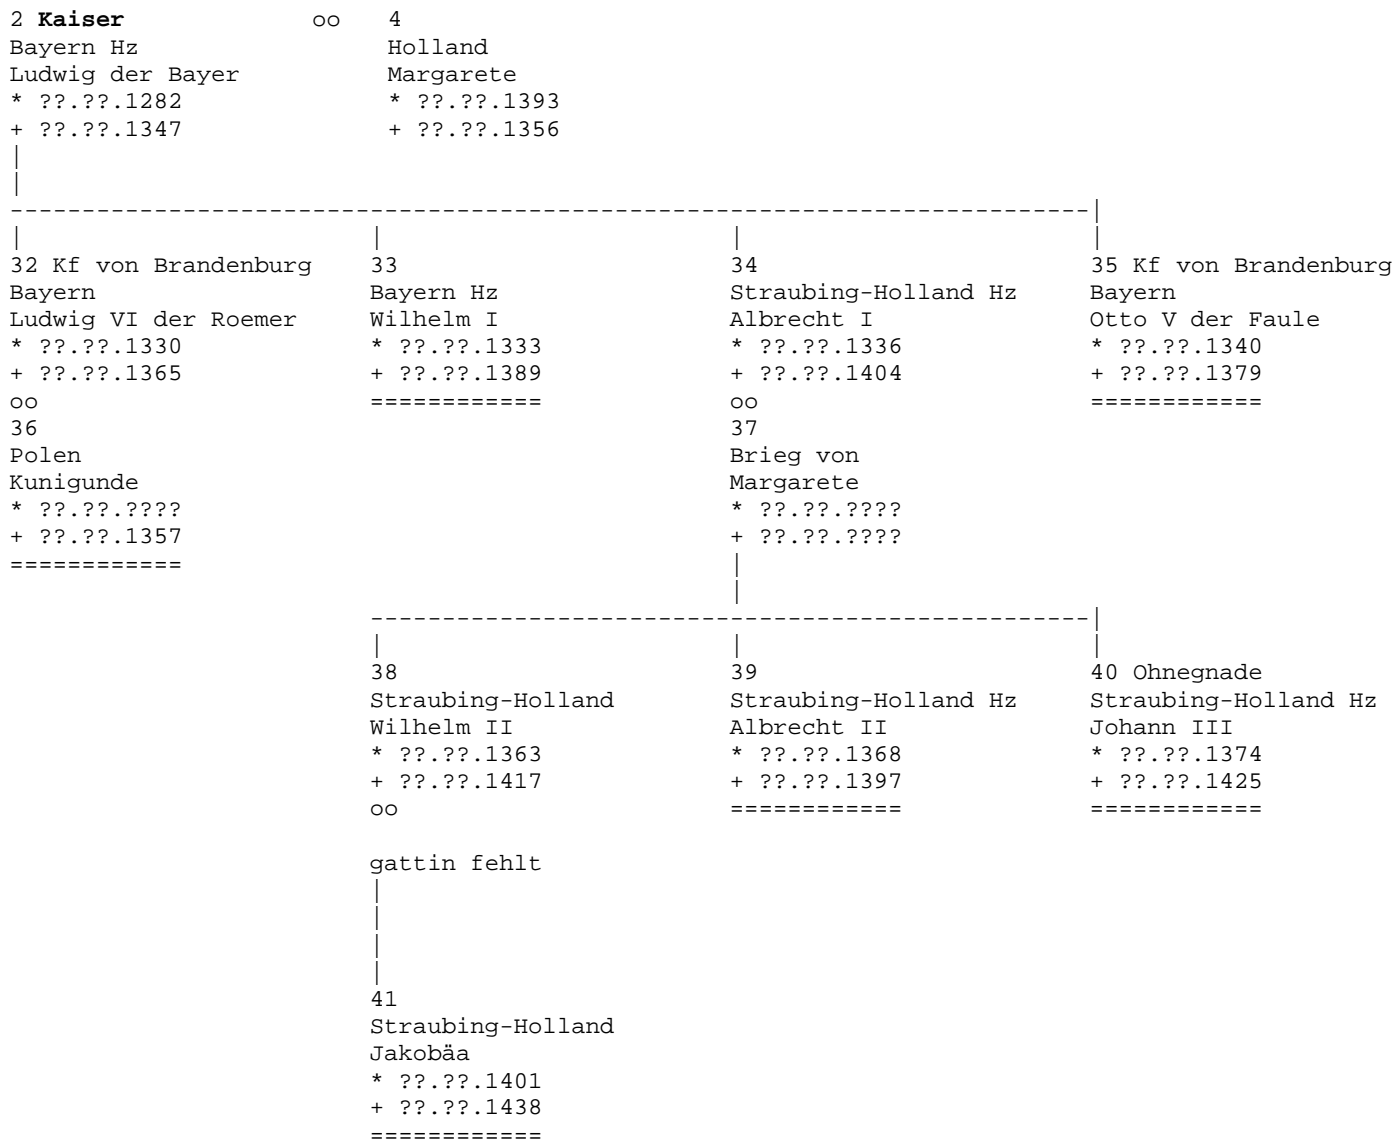 2 Kaiser oo 4
Bayern Hz Holland
Ludwig der Bayer Margarete
* ??.??.1282 * ??.??.1393
+ ??.??.1347 + ??.??.1356
32 Kf von Brandenburg 33 34 35 Kf von Brandenburg
Bayern Bayern Hz Straubing-Holland Hz Bayern
Ludwig VI der Roemer Wilhelm I Albrecht I Otto V der Faule
* ??.??.1330 * ??.??.1333 * ??.??.1336 * ??.??.1340
+ ??.??.1365 + ??.??.1389 + ??.??.1404 + ??.??.1379
oo ============ oo ============
36 37
Polen Brieg von
Kunigunde Margarete
* ??.??.???? * ??.??.????
+ ??.??.1357 + ??.??.????
============
38 39 40 Ohnegnade
Straubing-Holland Straubing-Holland Hz Straubing-Holland Hz
Wilhelm II Albrecht II Johann III
* ??.??.1363 * ??.??.1368 * ??.??.1374
+ ??.??.1417 + ??.??.1397 + ??.??.1425
oo ============ ============
gattin fehlt
41
Straubing-Holland
Jakobäa
* ??.??.1401
+ ??.??.1438
============